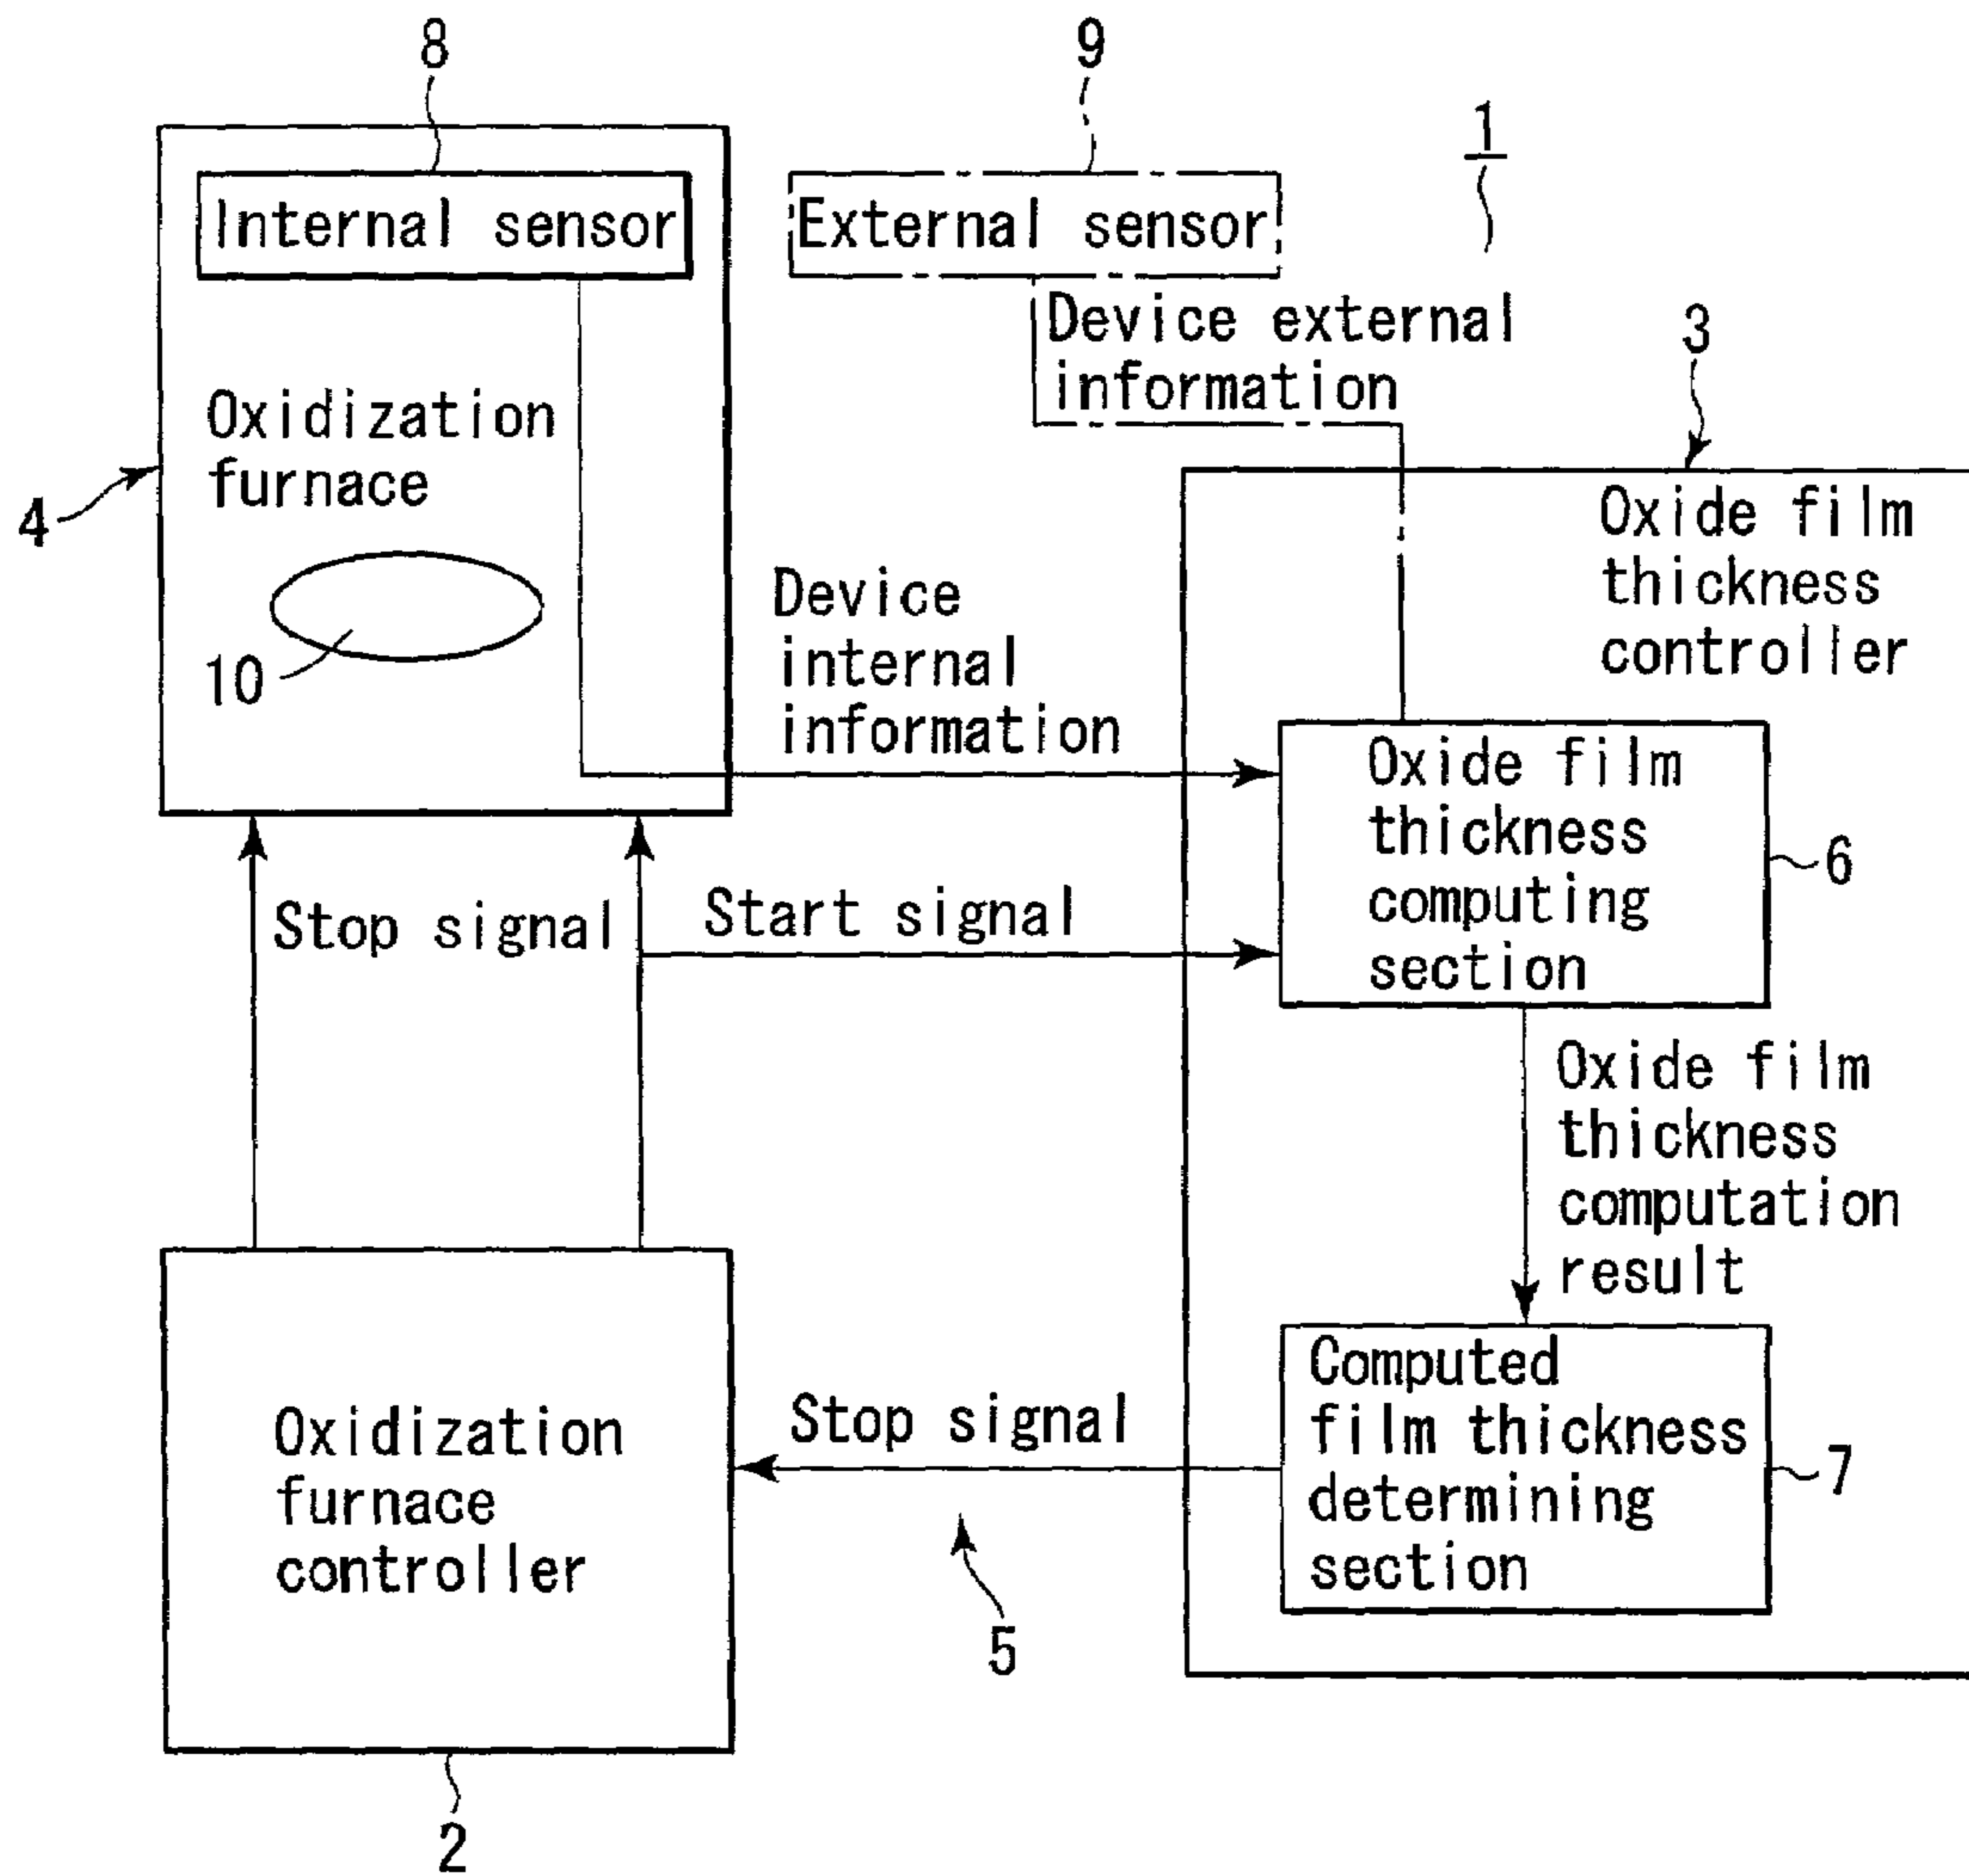 8
9
1
Internal sensor
External sensor
Device external
information
3
Oxidization
furnace
4
Oxide film
thickness
controller
10
Device
internal
information
Oxide film
thickness
computing
section
6
Stop signal
Start signal
Oxide film
thickness
computation
result
Computed
film thickness
determining
section
7
Stop signal
Oxidization
furnace
controller
5
2